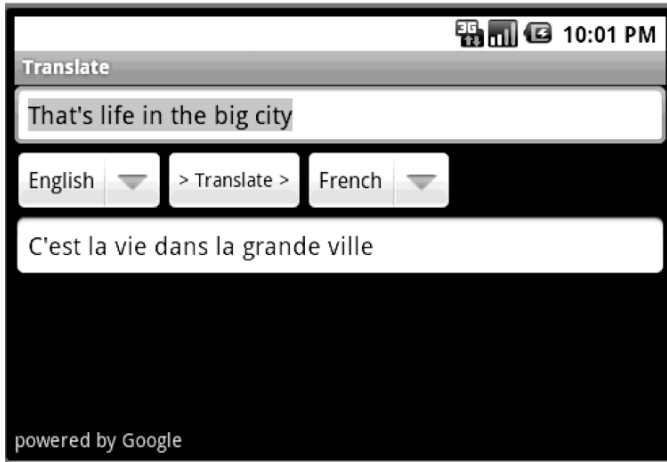 3G 10:01 PM
Translate
That's life in the big city
English > Translate > French
C'est la vie dans la grande ville
powered by Google